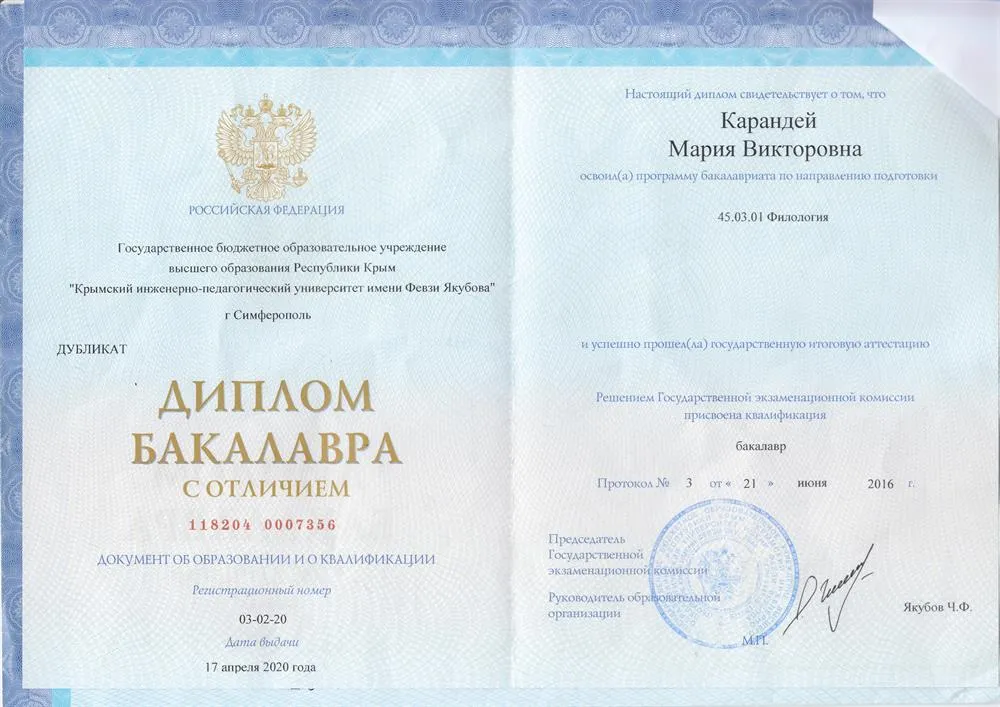 РОССИЙСКАЯ ФЕДЕРАЦИЯ
Государственное бюджетное образовательное учреждение
высшего образования Республики Крым
"Крымский инженерно-педагогический университет имени Февзи Якубова"
г Симферополь
ДУБЛИКАТ
ДИПЛОМ
БАКАЛАВРА
С ОТЛИЧИЕМ
118204 0007356
ДОКУМЕНТ ОБ ОБРАЗОВАНИИ И О КВАЛИФИКАЦИИ
Регистрационный номер
03-02-20
Дата выдачи
17 апреля 2020 года
Настоящий диплом свидетельствует о том, что
Карандей
Мария Викторовна
освоил(а) программу бакалавриата по направлению подготовки
45.03.01 Филология
и успешно прошел(ла) государственную итоговую аттестацию
Решением Государственной экзаменационной комиссии
присвоена квалификация
бакалавр
Протокол № 3 от « 21 » июня 2016 г.
Председатель
Государственной
экзаменационной комиссии
Руководитель образовательной
организации
Якубов Ч.Ф.
М.П.